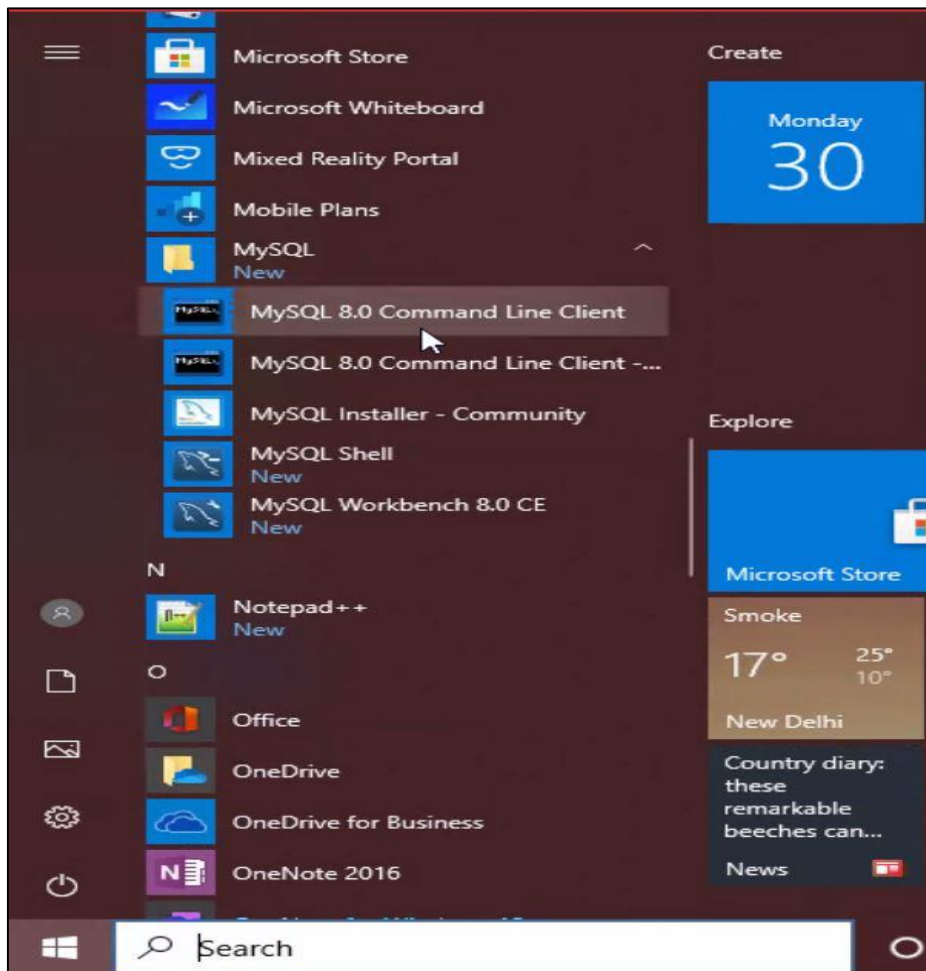 Microsoft Store
Microsoft Whiteboard
Mixed Reality Portal
Mobile Plans
MySQL
New
MySQL 8.0 Command Line Client
MySQL 8.0 Command Line Client -...
MySQL Installer - Community
MySQL Shell
New
MySQL Workbench 8.0 CE
New
N
Notepad++
New
O
Office
OneDrive
OneDrive for Business
OneNote 2016
Create
Monday
30
Explore
Microsoft Store
Smoke
17° 25°
10°
New Delhi
Country diary:
these
remarkable
beeches can...
News
Search